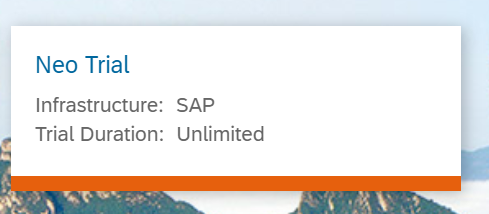 Neo Trial
Infrastructure: SAP
Trial Duration: Unlimited